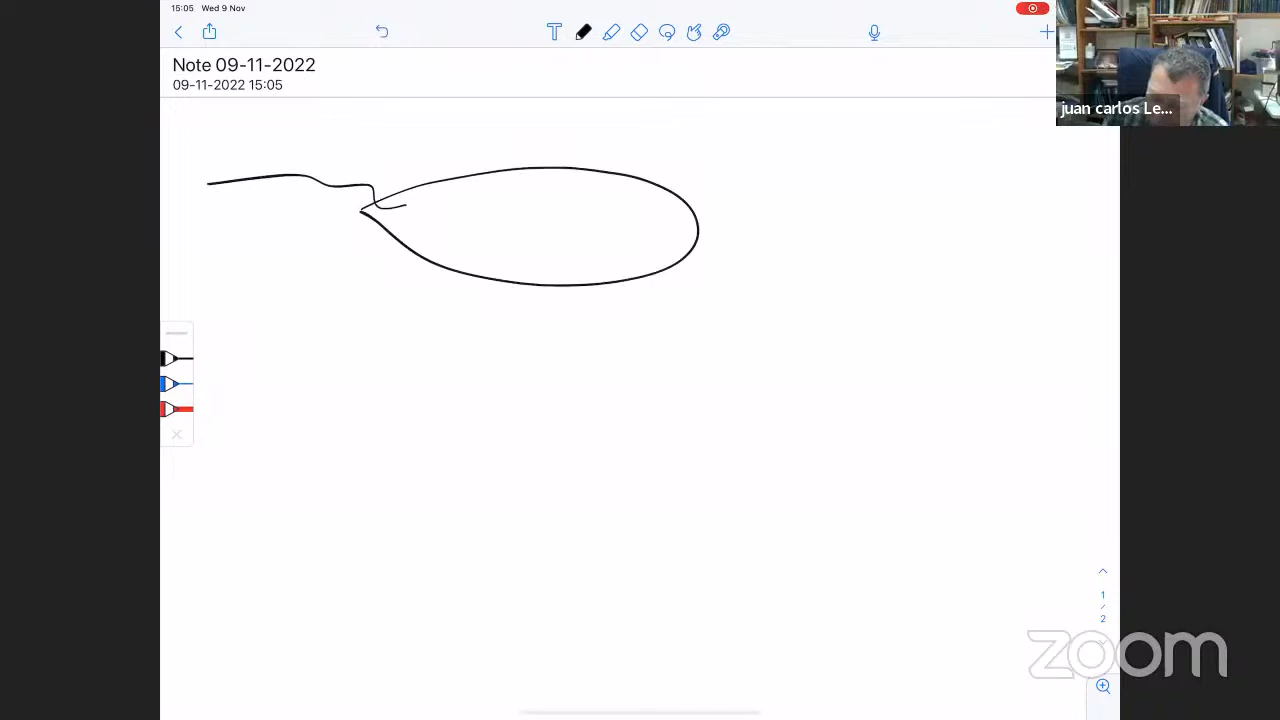 15:05 Wed 9 Nov
T
Note 09-11-2022
09-11-2022 15:05
juan carlos Le...
1
/
2
zoom